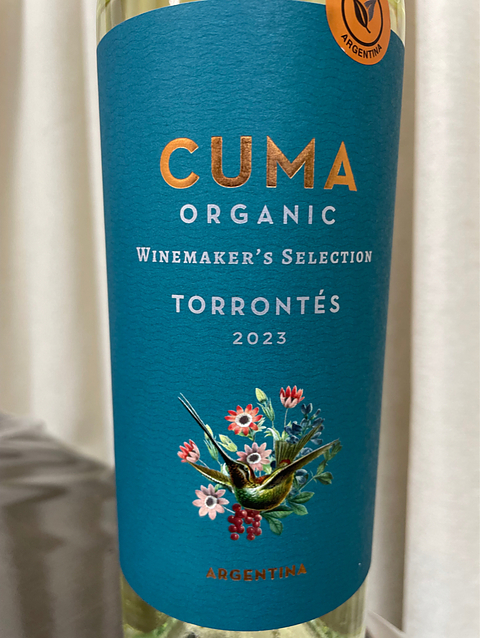 ARGENTINA
CUMA
ORGANIC
WINEMAKER'S SELECTION
TORRONTÉS
2023
ARGENTINA